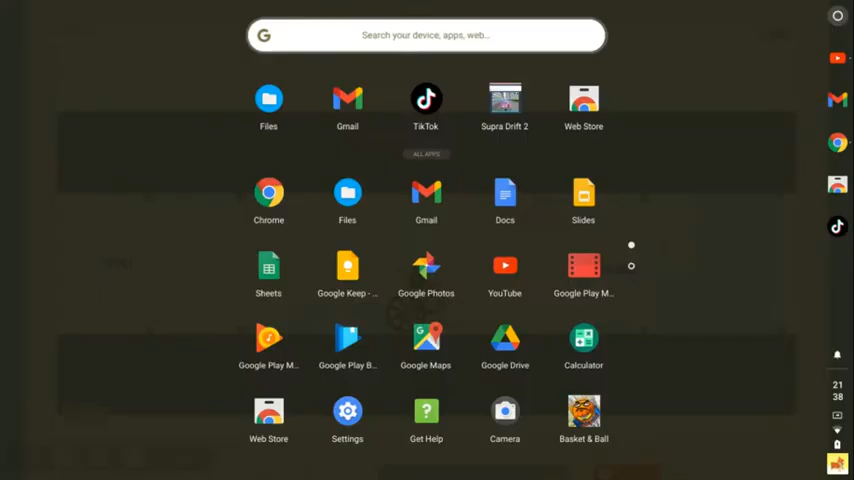 Search your device, apps, web...
Files
Gmail
TikTok
Supra Drift 2
Web Store
ALL APPS
Chrome
Files
Gmail
Docs
Slides
Sheets
Google Keep - ...
Google Photos
YouTube
Google Play M...
Google Play M...
Google Play B...
Google Maps
Google Drive
Calculator
Web Store
Settings
Get Help
Camera
Basket & Ball
21
38